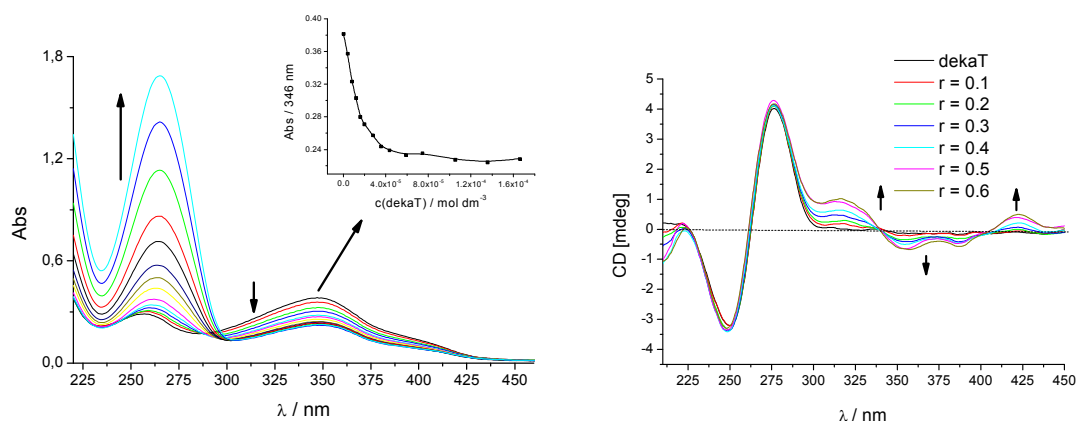 1,8
1,2
0,6
0,0
Abs
225 250 275 300 325 350 375 400 425 450
λ / nm
0.40
0.36
0.32
0.28
0.24
0.20
Abs / 346 nm
0.0 4.0x10-5 8.0x10-5 1.2x10-4 1.6x10-4
c(dekaT) / mol dm-3
5
4
3
2
1
0
-1
-2
-3
-4
CD [mdeg]
225 250 275 300 325 350 375 400 425 450
λ / nm
dekaT
r = 0.1
r = 0.2
r = 0.3
r = 0.4
r = 0.5
r = 0.6